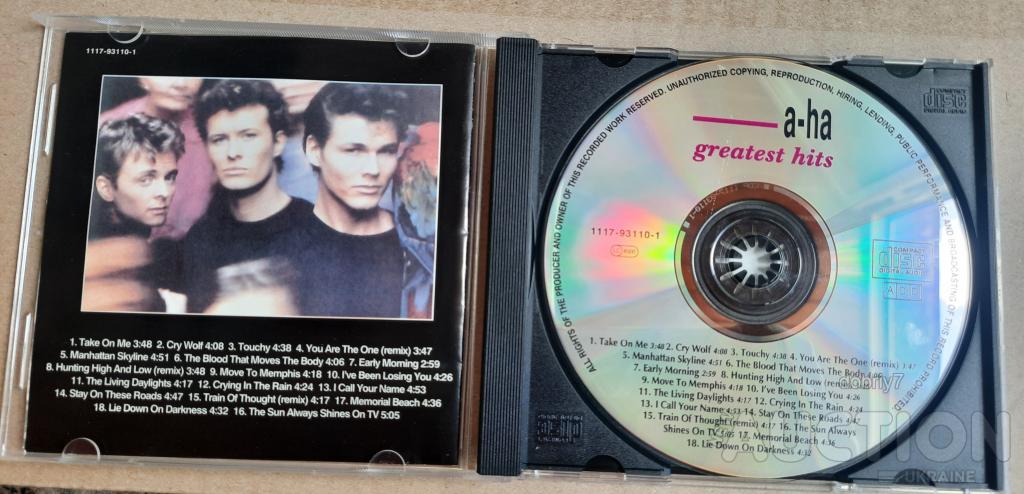 1117-93110-1
1. Take On Me 3:48 2. Cry Wolf 4:08 3. Touchy 4:38 4. You Are The One (remix) 3:47
5. Manhattan Skyline 4:51 6. The Blood That Moves The Body 4:06 7. Early Morning 2:59
8 Hunting High And Low (remix) 3:48 9. Move To Memphis 4:18 10. I've Been Losing You 4:26
11. The Living Daylights 4:17 12. Crying In The Rain 4:24 13. I Call Your Name 4:53
14. Stay On These Roads 4:47 15. Train Of Thought (remix) 4:17 17. Memorial Beach 4:36
18. Lie Down On Darkness 4:32 16. The Sun Always Shines On TV 5:05
ALL RIGHTS OF THE PRODUCER AND OWNER OF THIS RECORDED WORK RESERVED. UNAUTHORIZED COPYING, REPRODUCTION, HIRING, LENDING, PUBLIC PERFORMANCE AND BROADCASTING OF THIS RECORD PROHIBITED
a-ha
greatest hits
1117-93110-1
COMPACT
disc
DIGITAL AUDIO
1. Take On Me 3:48 2. Cry Wolf 4:08 3. Touchy 4:38 4. You Are The One (remix) 3:47
5. Manhattan Skyline 4:51 6. The Blood That Moves The Body 4:06
7. Early Morning 2:59 8. Hunting High And Low (remix)
9. Move To Memphis 4:18 10. I've Been Losing You 4:26
11. The Living Daylights 4:17 12. Crying In The Rain 4:24
13. I Call Your Name 4:53 14. Stay On These Roads 4:47
15. Train Of Thought (remix) 4:17 16. The Sun Always
Shines On TV 5:05 17. Memorial Beach 4:36
18. Lie Down On Darkness 4:32
COMPACT
disc
dobriy7
AUCTION
UKRAINE